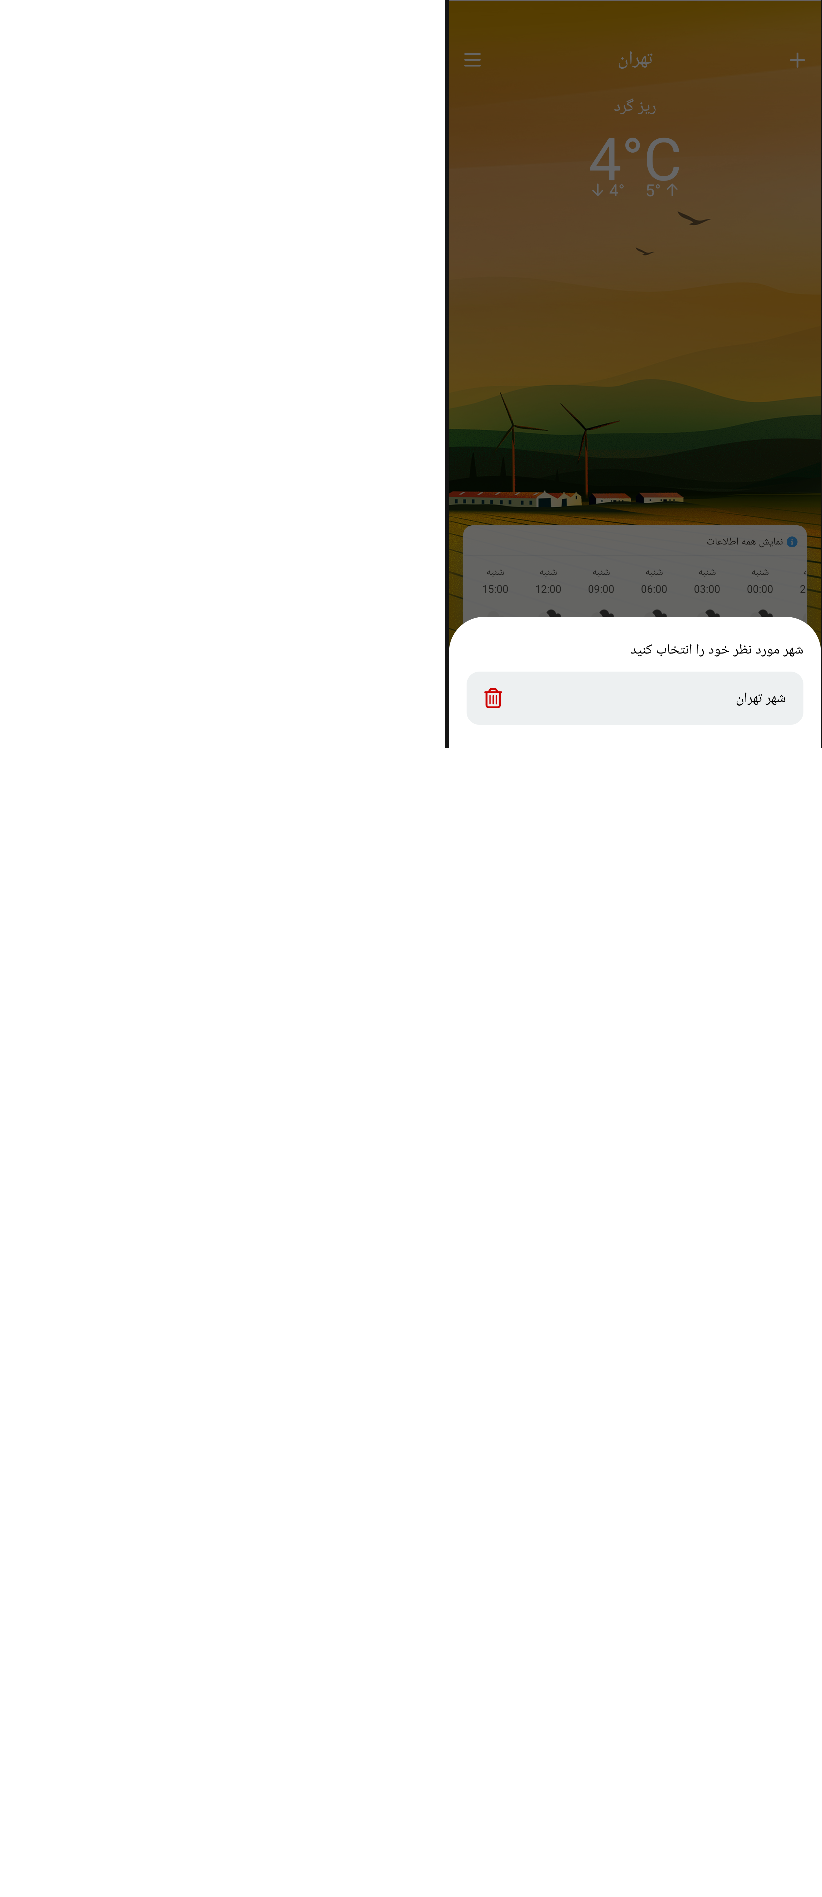 تهران
ریز گرد
4°C
↓ 4° 5° ↑
نمایش همه اطلاعات
شنبه شنبه شنبه شنبه شنبه شنبه
15:00 12:00 09:00 06:00 03:00 00:00
شهر مورد نظر خود را انتخاب کنید
شهر تهران